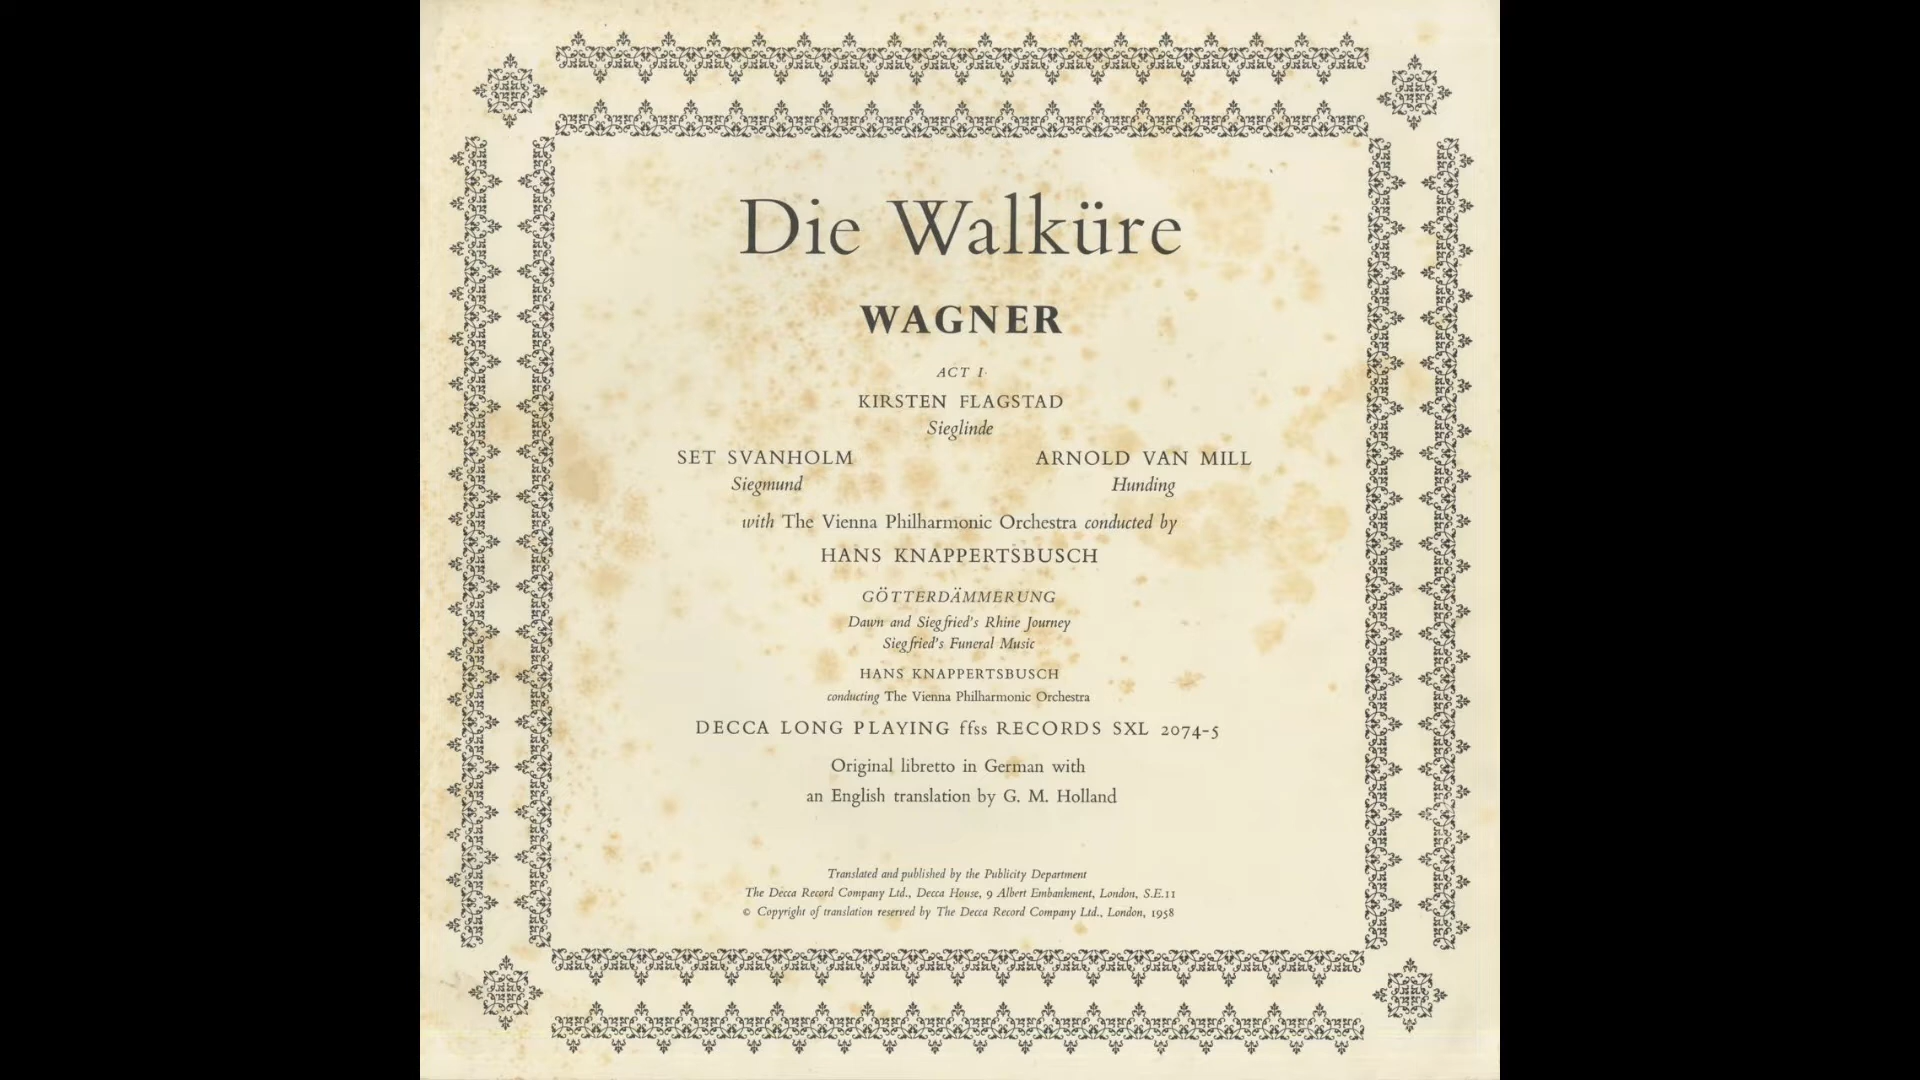 Die Walküre
WAGNER
ACT I
KIRSTEN FLAGSTAD
Sieglinde
SET SVANHOLM ARNOLD VAN MILL
Siegmund Hunding
with The Vienna Philharmonic Orchestra conducted by
HANS KNAPPERTSBUSCH
GÖTTERDÄMMERUNG
Dawn and Siegfried's Rhine Journey
Siegfried's Funeral Music
HANS KNAPPERTSBUSCH
conducting The Vienna Philharmonic Orchestra
DECCA LONG PLAYING ffss RECORDS SXL 2074-5
Original libretto in German with
an English translation by G. M. Holland
Translated and published by the Publicity Department
The Decca Record Company Ltd., Decca House, 9 Albert Embankment, London, S.E.11
© Copyright of translation reserved by The Decca Record Company Ltd., London, 1958